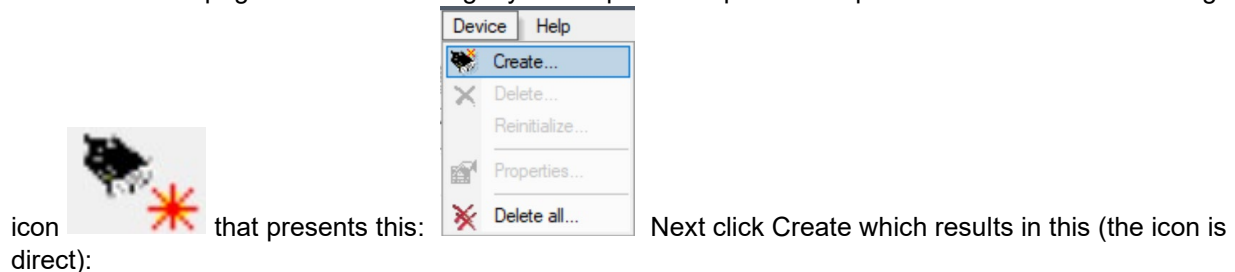 Device Help
Create...
Delete...
Reinitialize...
Properties...
Delete all...
icon that presents this: Next click Create which results in this (the icon is
direct):